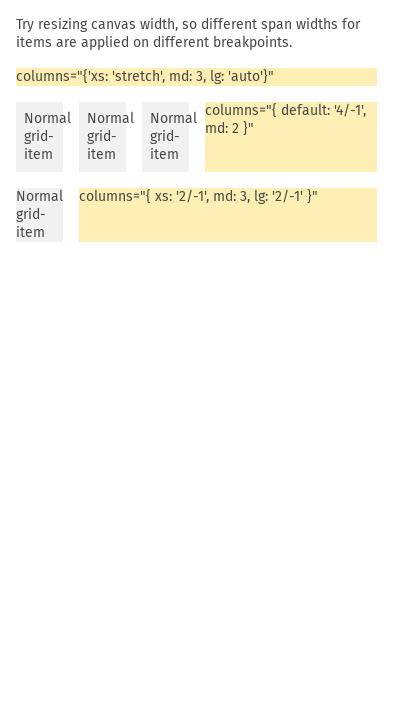 Try resizing canvas width, so different span widths for
items are applied on different breakpoints.
columns="{'xs: 'stretch', md: 3, lg: 'auto'}"
Normal
grid-
item
Normal
grid-
item
Normal
grid-
item
columns="{ default: '4/-1',
md: 2 }"
Normal
grid-
item
columns="{ xs: '2/-1', md: 3, lg: '2/-1' }"